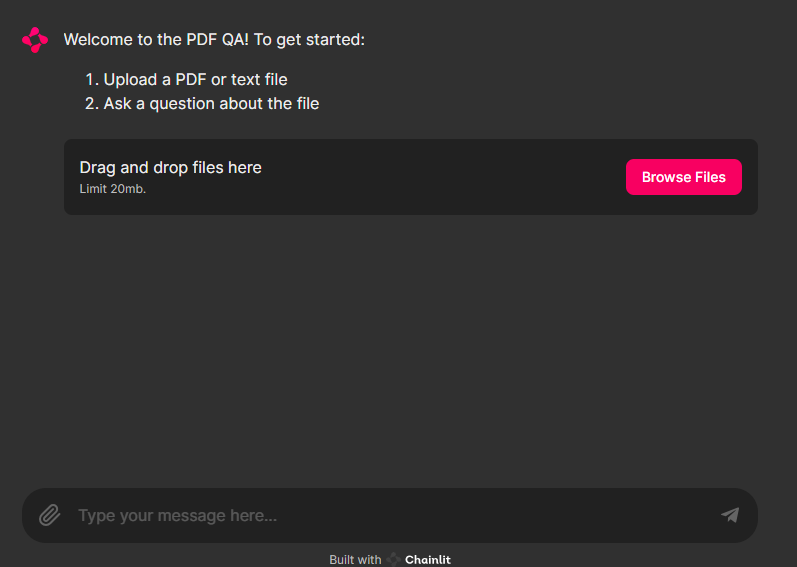 Welcome to the PDF QA! To get started:
1. Upload a PDF or text file
2. Ask a question about the file
Drag and drop files here
Limit 20mb.
Browse Files
Type your message here...
Built with Chainlit